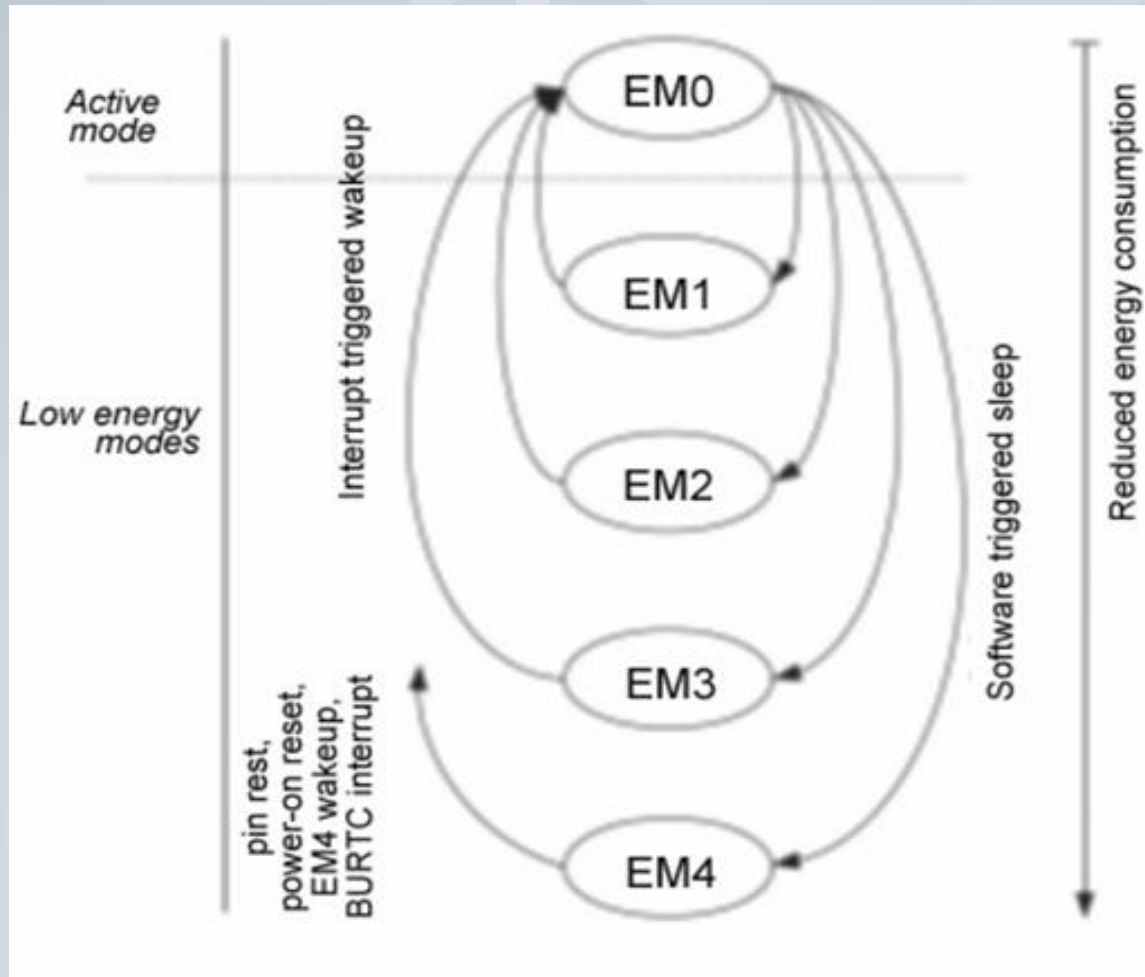 EM0
Active
mode
Interrupt triggered wakeup
Reduced energy consumption
EM1
Low energy
modes
EM2
Software triggered sleep
EM3
pin rest,
power-on reset,
EM4 wakeup,
BURTC interrupt
EM4